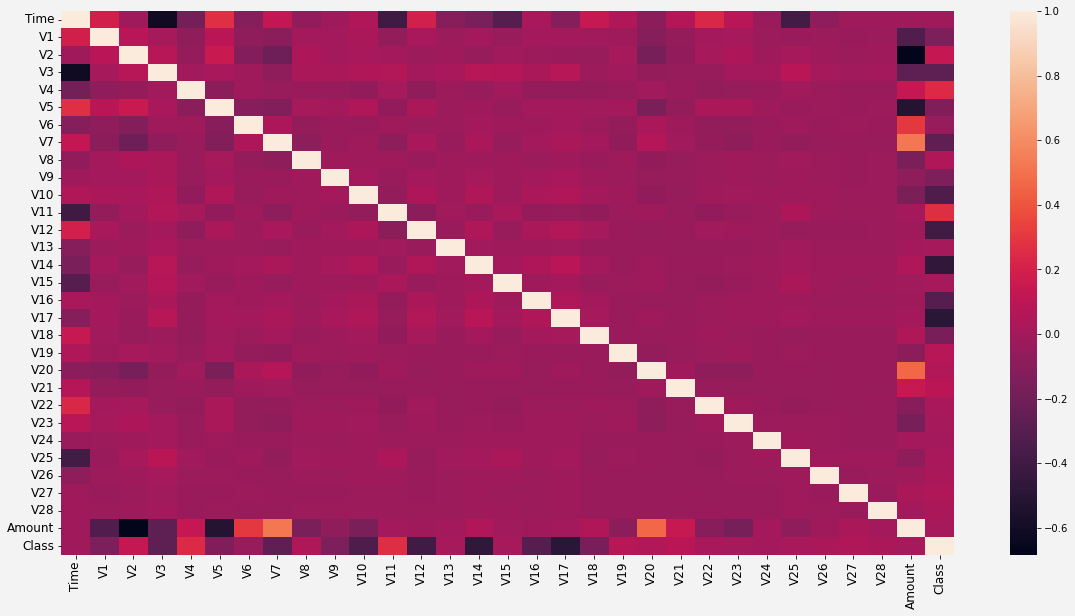 Time
V1
V2
V3
V4
V5
V6
V7
V8
V9
V10
V11
V12
V13
V14
V15
V16
V17
V18
V19
V20
V21
V22
V23
V24
V25
V26
V27
V28
Amount
Class
Time
V1
V2
V3
V4
V5
V6
V7
V8
V9
V10
V11
V12
V13
V14
V15
V16
V17
V18
V19
V20
V21
V22
V23
V24
V25
V26
V27
V28
Amount
Class
1.0
0.8
0.6
0.4
0.2
0.0
−0.2
−0.4
−0.6